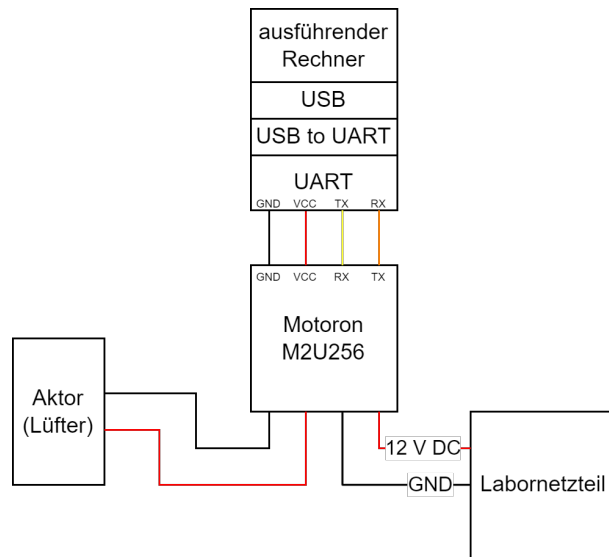 ausführender
Rechner
USB
USB to UART
UART
GND VCC TX RX
GND VCC RX TX
Motoron
M2U256
Aktor
(Lüfter)
12 V DC
GND
Labornetzteil